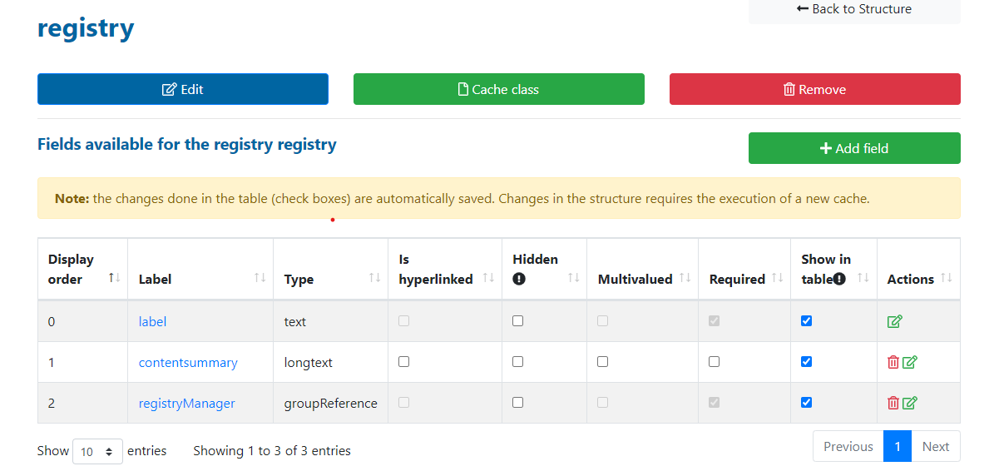 Back to Structure
registry
Edit
Cache class
Remove
Fields available for the registry registry
Add field
Note: the changes done in the table (check boxes) are automatically saved. Changes in the structure requires the execution of a new cache.
Display order
Label
Type
Is hyperlinked
Hidden
Multivalued
Required
Show in table
Actions
0 label text
1 contentsummary longtext
2 registryManager groupReference
Show 10 entries Showing 1 to 3 of 3 entries
Previous 1 Next